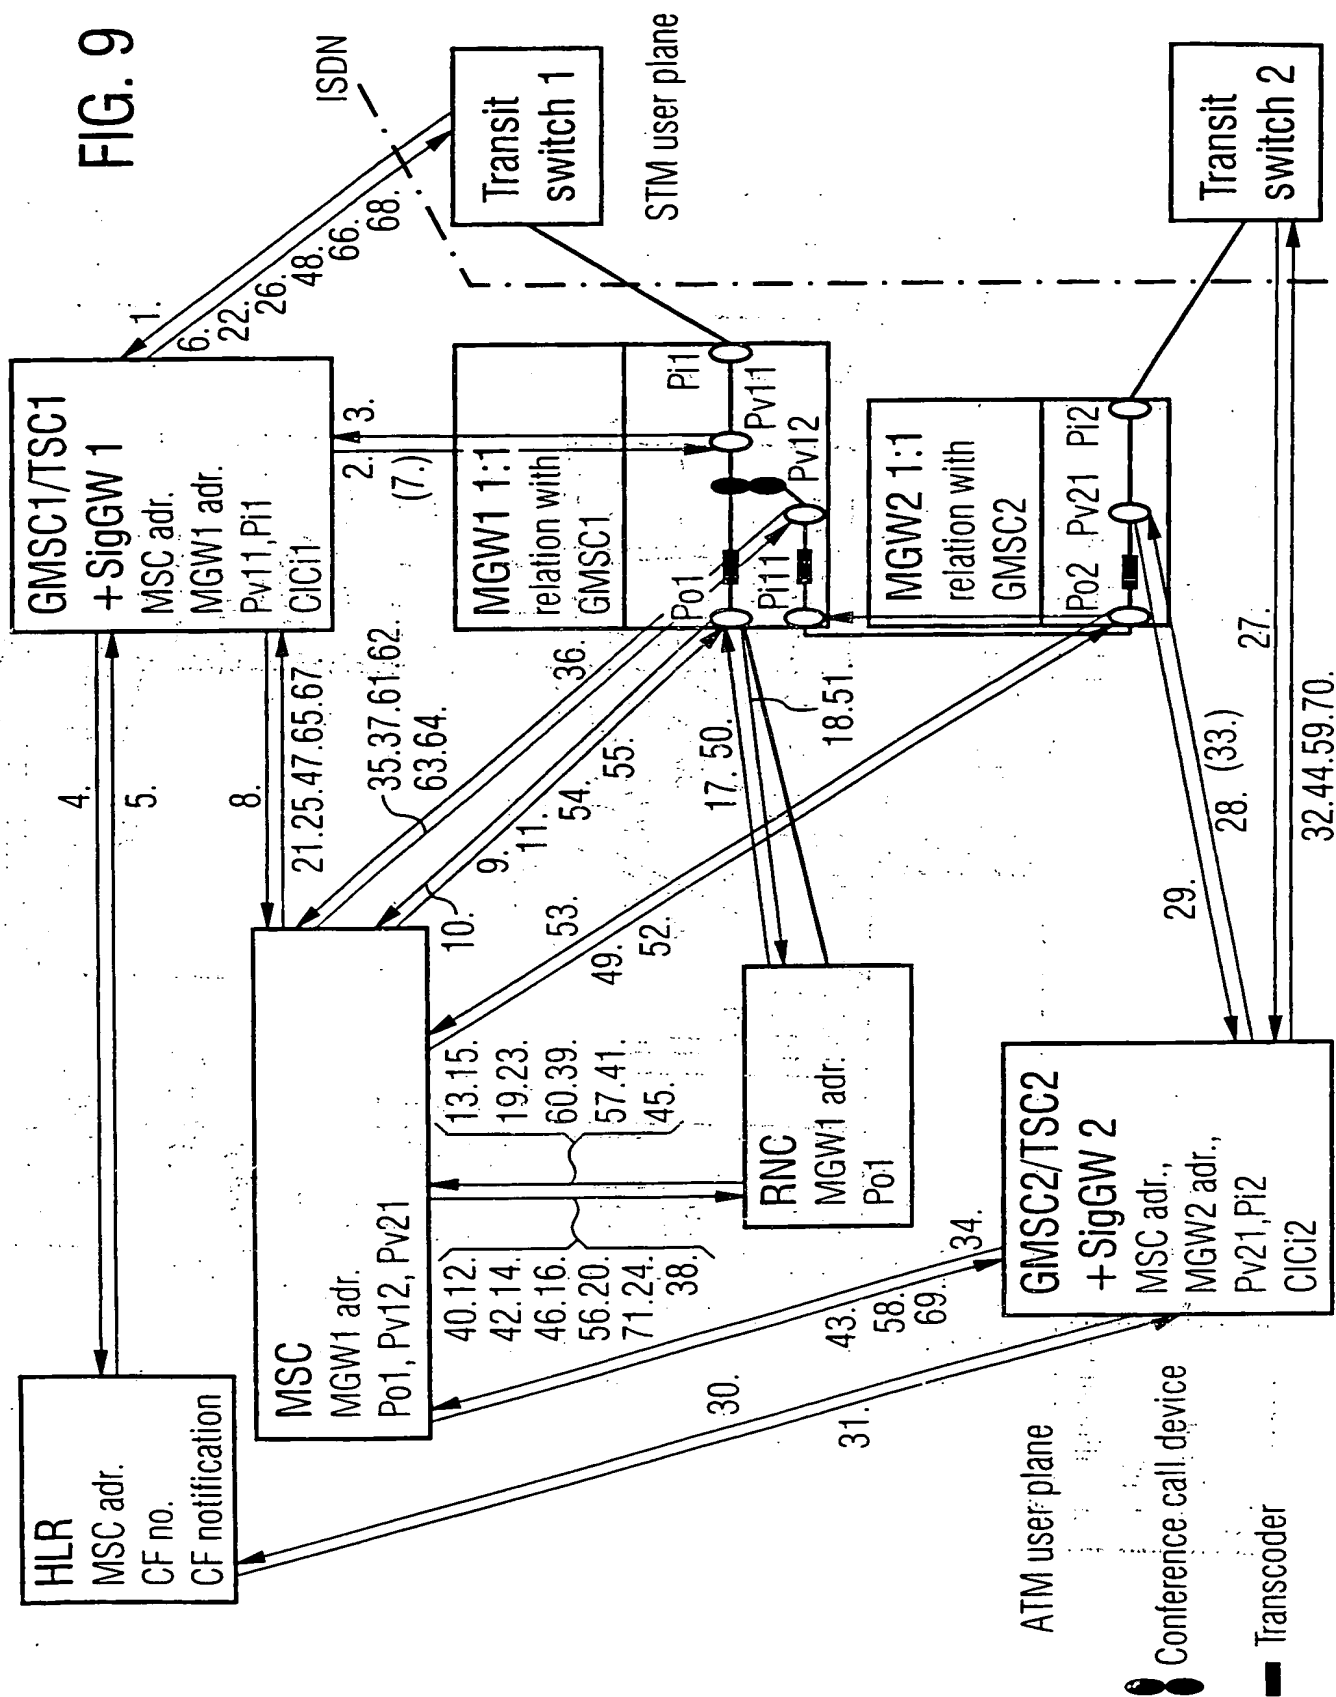 FIG. 9
HLR
MSC adr.
CF no.
CF notification
4.
5.
GMSC1/TSC1
+SigGW 1
MSC adr.
MGW1 adr.
Pv11,Pi1
CICi1
1.
6.
22.
26.
48.
66.
68.
ISDN
Transit
switch 1
STM user plane
8.
21.25.47.65.67.
2.
3.
(7.)
MSC
MGW1 adr.
Po1, Pv12, Pv21
35.37.61.62.
63.64.
36.
10.
9.
11.
54.
55.
MGW1 1:1
relation with
GMSC1
Po1
Pi1
Pv11
Pv12
Pi11
17.
50.
18.51.
53.
49.
52.
40.12.
42.14.
46.16.
56.20.
71.24.
38.
13.15.
19.23.
60.39.
57.41.
45.
RNC
MGW1 adr.
Po1
MGW2 1:1
relation with
GMSC2
Po2
Pv21
Pi2
Transit
switch 2
30.
31.
43.
58.
69.
34.
29.
28.
(33.)
27.
32.44.59.70.
GMSC2/TSC2
+SigGW 2
MSC adr.,
MGW2 adr.,
Pv21,Pi2
CICi2
ATM user plane
Conference call device
Transcoder